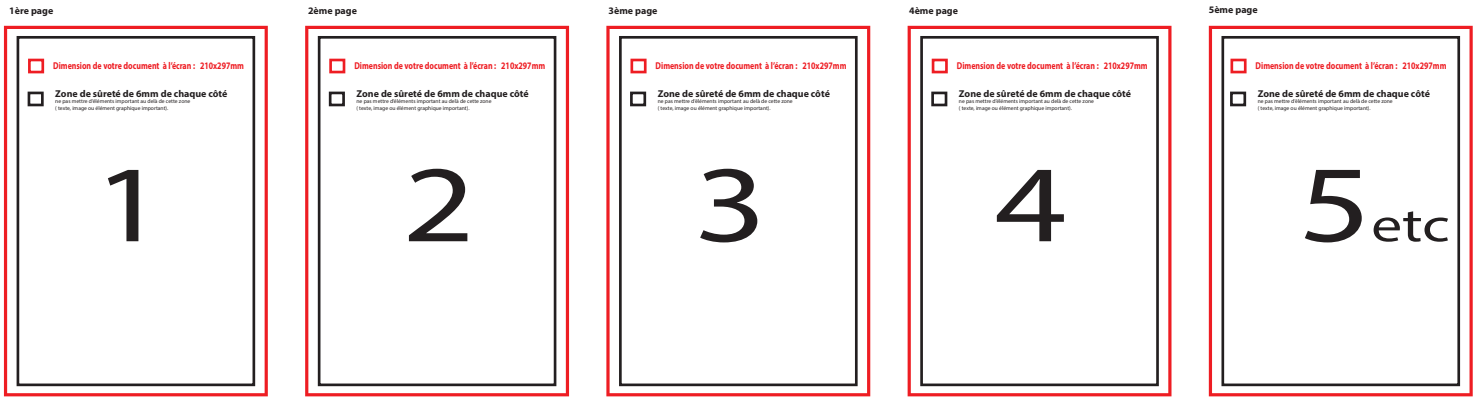 1ère page
Dimension de votre document à l'écran : 210x297mm
Zone de sûreté de 6mm de chaque côté
ne pas mettre d'éléments important au delà de cette zone
( texte, image ou élément graphique important).
1
2ème page
Dimension de votre document à l'écran : 210x297mm
Zone de sûreté de 6mm de chaque côté
ne pas mettre d'éléments important au delà de cette zone
( texte, image ou élément graphique important).
2
3ème page
Dimension de votre document à l'écran : 210x297mm
Zone de sûreté de 6mm de chaque côté
ne pas mettre d'éléments important au delà de cette zone
( texte, image ou élément graphique important).
3
4ème page
Dimension de votre document à l'écran : 210x297mm
Zone de sûreté de 6mm de chaque côté
ne pas mettre d'éléments important au delà de cette zone
( texte, image ou élément graphique important).
4
5ème page
Dimension de votre document à l'écran : 210x297mm
Zone de sûreté de 6mm de chaque côté
ne pas mettre d'éléments important au delà de cette zone
( texte, image ou élément graphique important).
5 etc